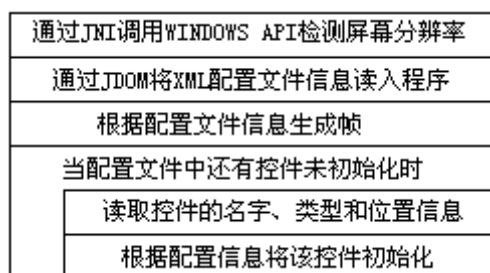 通过JNI调用WINDOWS API检测屏幕分辨率
通过JDOM将XML配置文件信息读入程序
根据配置文件信息生成帧
当配置文件中还有控件未初始化时
读取控件的名字、类型和位置信息
根据配置信息将该控件初始化